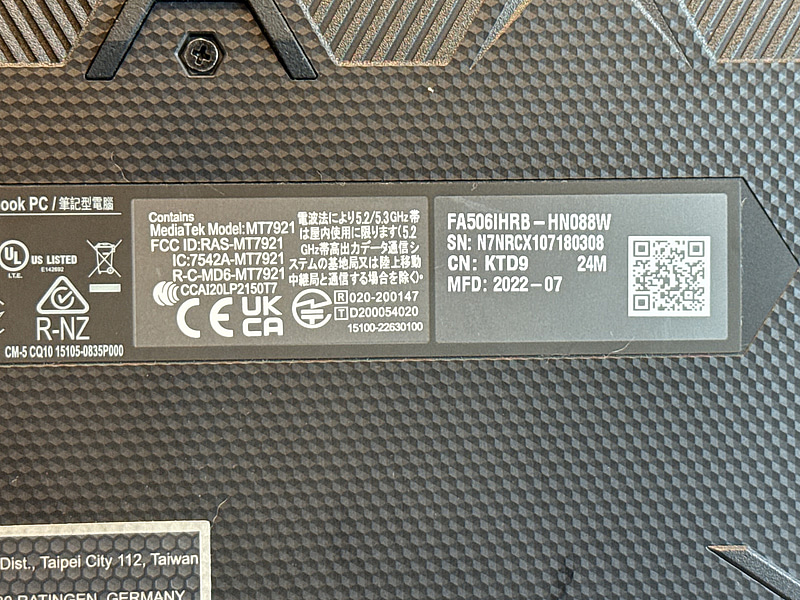 ook PC / 筆記型電腦
UL US LISTED
I.T.E. E142692
R-NZ
CM-5 CQ10 15105-0835P000
Contains
MediaTek Model:MT7921
FCC ID:RAS-MT7921
IC:7542A-MT7921
R-C-MD6-MT7921
CCAI20LP2150T7
CE UK
CA
電波法により5.2/5.3GHz帯
は屋内使用に限ります(5.2
GHz帯高出力データ通信シ
ステムの基地局又は陸上移動
中継局と通信する場合を除く)。
R 020-200147
T D200054020
15100-22630100
FA506IHRB-HN088W
SN: N7NRCX107180308
CN: KTD9 24M
MFD: 2022-07
Dist., Taipei City 112, Taiwan
RATINGEN, GERMANY